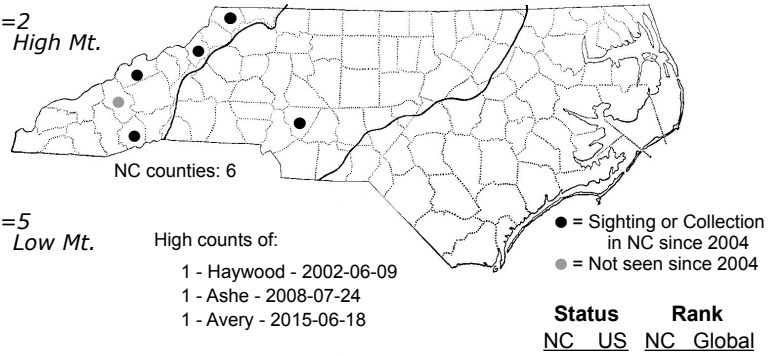 =2
High Mt.
NC counties: 6
=5
Low Mt.
High counts of:
1 - Haywood - 2002-06-09
1 - Ashe - 2008-07-24
1 - Avery - 2015-06-18
● = Sighting or Collection
in NC since 2004
● = Not seen since 2004
Status Rank
NC US NC Global